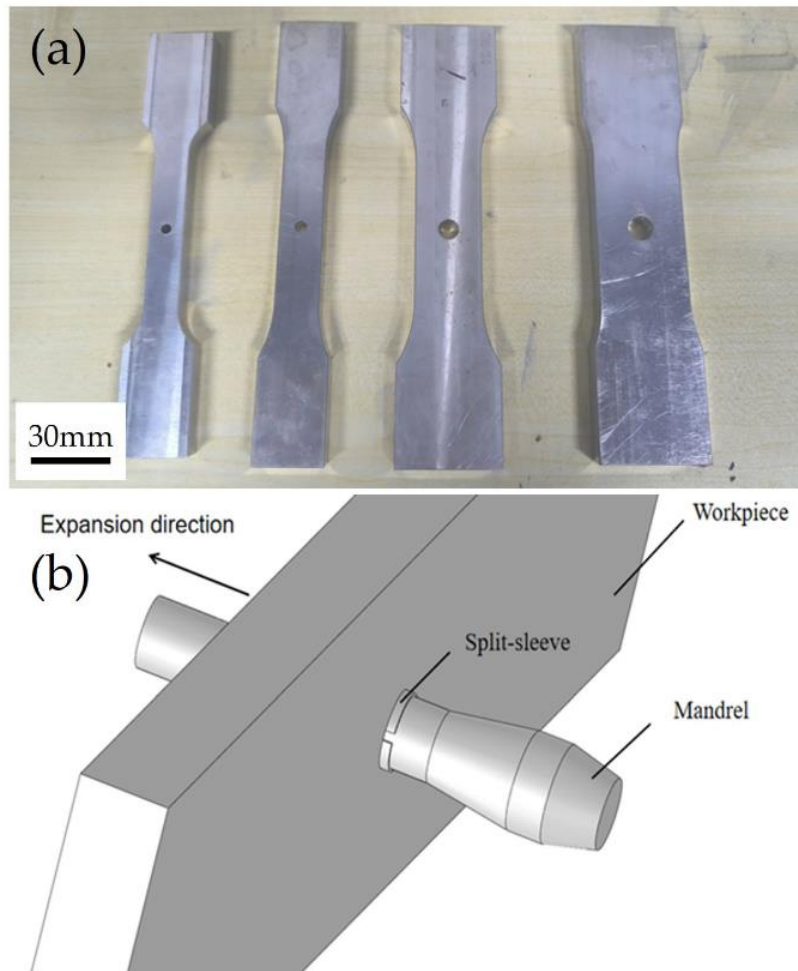 (a)
30mm
Expansion direction
(b)
Workpiece
Split-sleeve
Mandrel